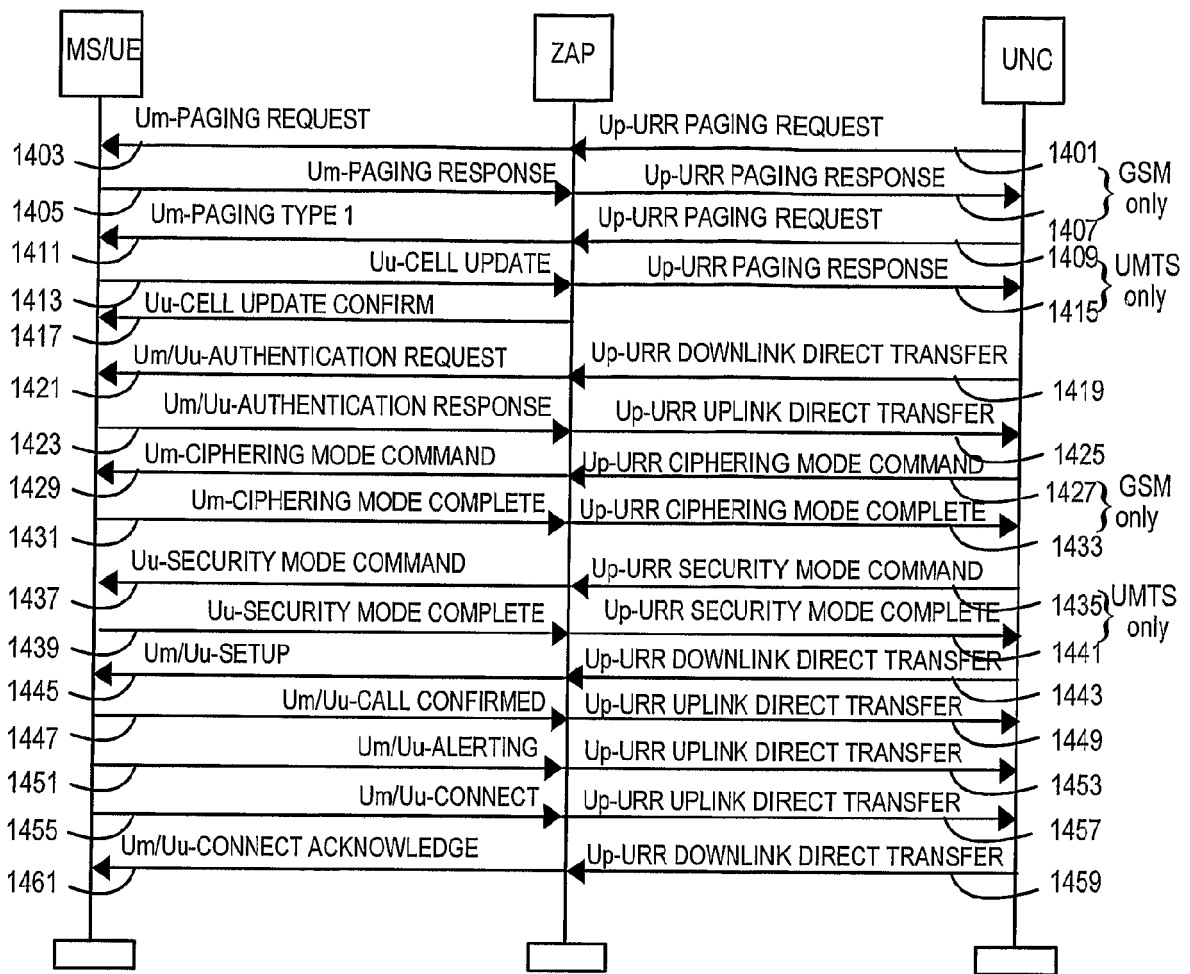 MS/UE ZAP UNC
Um-PAGING REQUEST Up-URR PAGING REQUEST
1403 1401
Um-PAGING RESPONSE Up-URR PAGING RESPONSE GSM only
1405 1407
Um-PAGING TYPE 1 Up-URR PAGING REQUEST
1411 1409
Uu-CELL UPDATE Up-URR PAGING RESPONSE UMTS only
1413 1415
Uu-CELL UPDATE CONFIRM
1417
Um/Uu-AUTHENTICATION REQUEST Up-URR DOWNLINK DIRECT TRANSFER
1421 1419
Um/Uu-AUTHENTICATION RESPONSE Up-URR UPLINK DIRECT TRANSFER
1423 1425
Um-CIPHERING MODE COMMAND Up-URR CIPHERING MODE COMMAND
1429 1427
Um-CIPHERING MODE COMPLETE Up-URR CIPHERING MODE COMPLETE GSM only
1431 1433
Uu-SECURITY MODE COMMAND Up-URR SECURITY MODE COMMAND
1437 1435
Uu-SECURITY MODE COMPLETE Up-URR SECURITY MODE COMPLETE UMTS only
1439 1441
Um/Uu-SETUP Up-URR DOWNLINK DIRECT TRANSFER
1445 1443
Um/Uu-CALL CONFIRMED Up-URR UPLINK DIRECT TRANSFER
1447 1449
Um/Uu-ALERTING Up-URR UPLINK DIRECT TRANSFER
1451 1453
Um/Uu-CONNECT Up-URR UPLINK DIRECT TRANSFER
1455 1457
Um/Uu-CONNECT ACKNOWLEDGE Up-URR DOWNLINK DIRECT TRANSFER
1461 1459